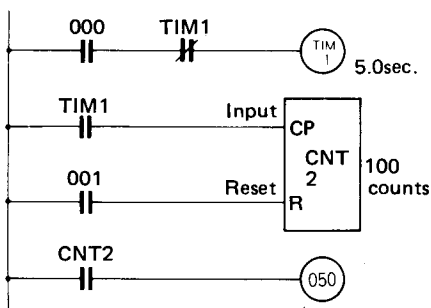 000 TIM1
TIM
1
5.0sec.
TIM1
Input
CP
CNT
2
100
counts
001
Reset
R
CNT2
050